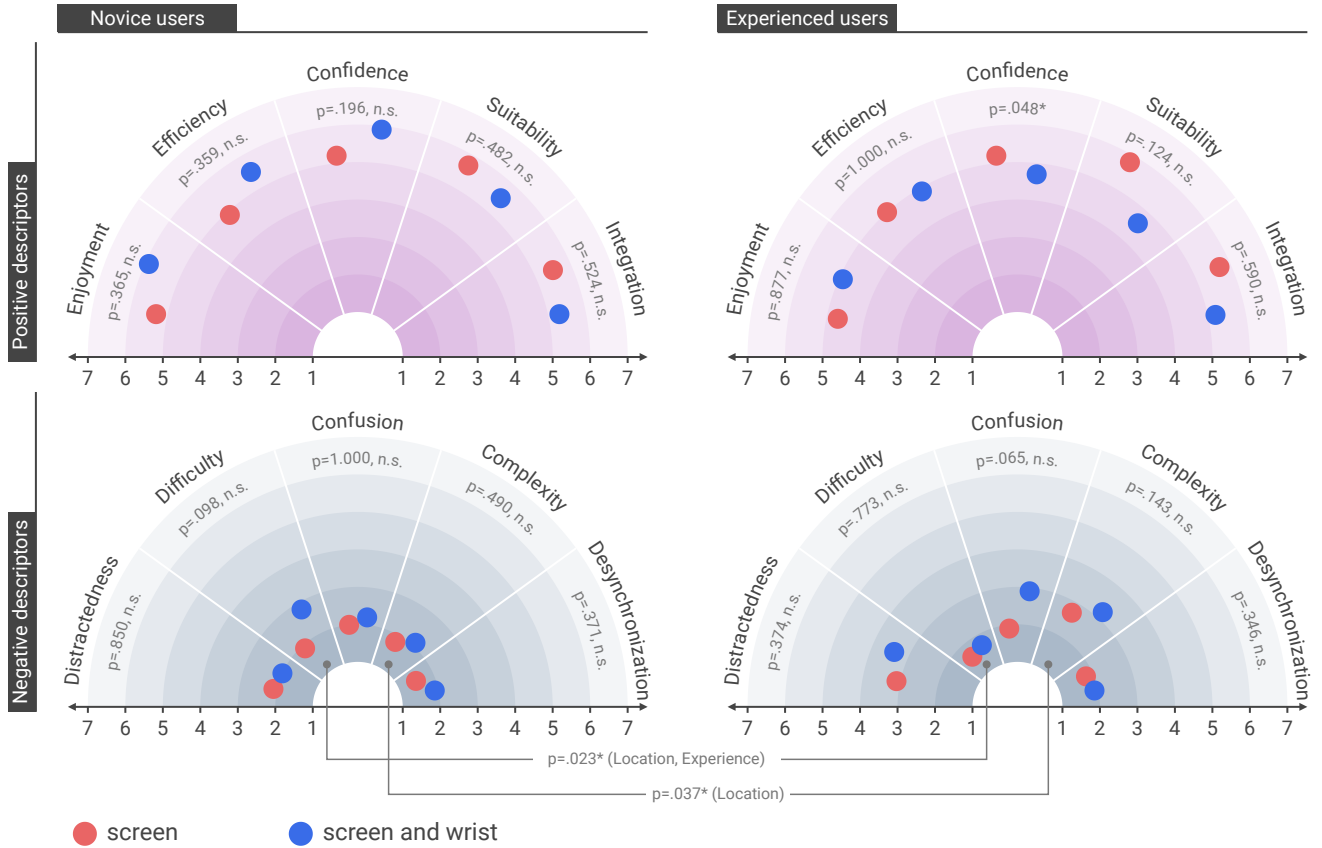 Novice users
Experienced users
Positive descriptors
Enjoyment
Efficiency
Confidence
Suitability
Integration
p=.365, n.s.
p=.359, n.s.
p=.196, n.s.
p=.482, n.s.
p=.524, n.s.
7 6 5 4 3 2 1 1 2 3 4 5 6 7
Enjoyment
Efficiency
Confidence
Suitability
Integration
p=.877, n.s.
p=1.000, n.s.
p=.048*
p=.124, n.s.
p=.590, n.s.
7 6 5 4 3 2 1 1 2 3 4 5 6 7
Negative descriptors
Distractedness
Difficulty
Confusion
Complexity
Desynchronization
p=.850, n.s.
p=.098, n.s.
p=1.000, n.s.
p=.490, n.s.
p=.371, n.s.
7 6 5 4 3 2 1 1 2 3 4 5 6 7
Distractedness
Difficulty
Confusion
Complexity
Desynchronization
p=.374, n.s.
p=.773, n.s.
p=.065, n.s.
p=.143, n.s.
p=.346, n.s.
7 6 5 4 3 2 1 1 2 3 4 5 6 7
p=.023* (Location, Experience)
p=.037* (Location)
screen
screen and wrist